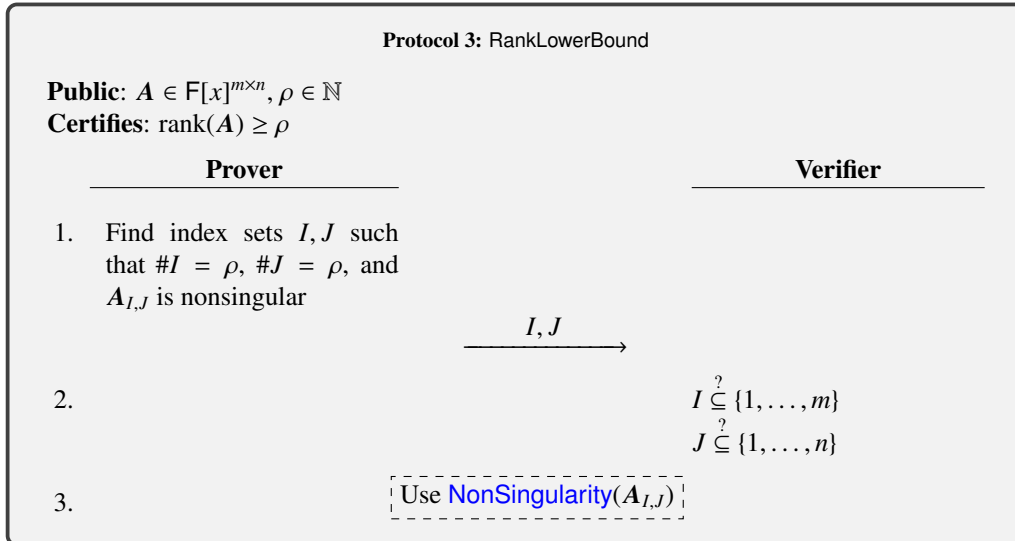 Protocol 3: RankLowerBound
Public: A ∈ F[x]^{m×n}, ρ ∈ ℕ
Certifies: rank(A) ≥ ρ
Prover
Verifier
1. Find index sets I, J such
that #I = ρ, #J = ρ, and
A_{I,J} is nonsingular
I, J
2.
I ⊆? {1, . . . , m}
J ⊆? {1, . . . , n}
3.
Use NonSingularity(A_{I,J})